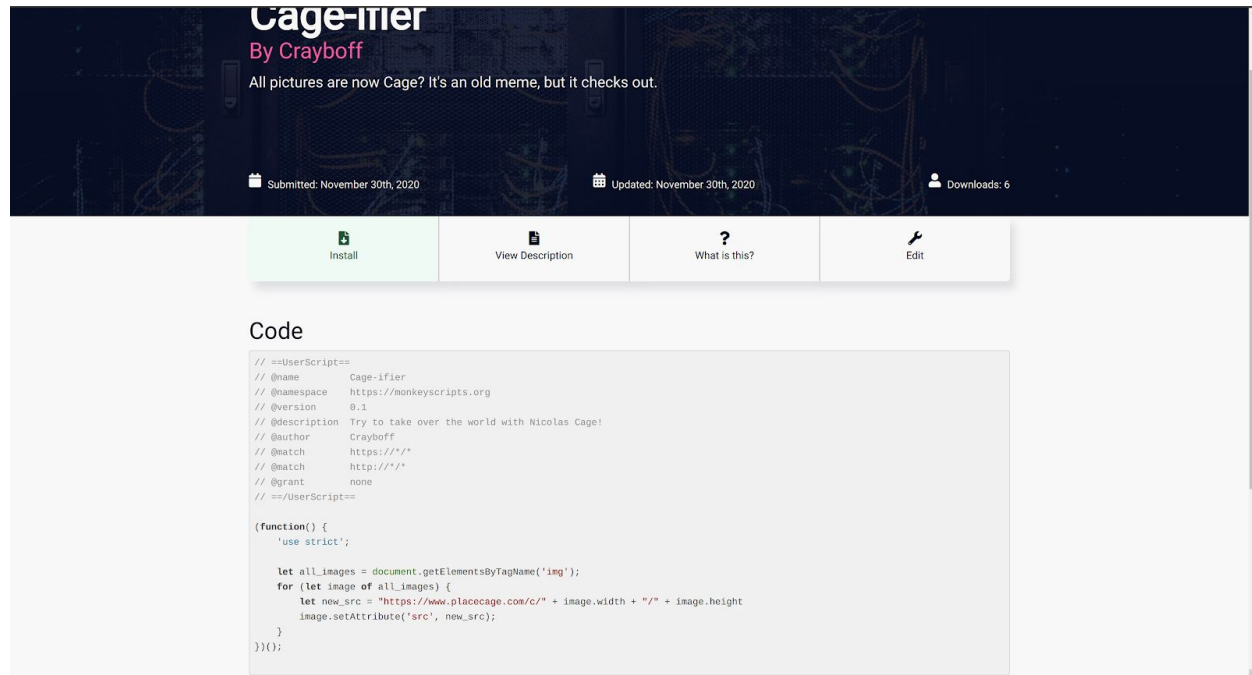 Cage-ifier
By Crayboff
All pictures are now Cage? It's an old meme, but it checks out.
Submitted: November 30th, 2020
Updated: November 30th, 2020
Downloads: 6
Install
View Description
What is this?
Edit
Code
// ==UserScript==
// @name         Cage-ifier
// @namespace    https://monkeyscripts.org
// @version      0.1
// @description  Try to take over the world with Nicolas Cage!
// @author       Crayboff
// @match        https://*/*
// @match        http://*/*
// @grant        none
// ==/UserScript==
(function() {
    'use strict';
    let all_images = document.getElementsByTagName('img');
    for (let image of all_images) {
        let new_src = "https://www.placecage.com/c/" + image.width + "/" + image.height
        image.setAttribute('src', new_src);
    }
})();